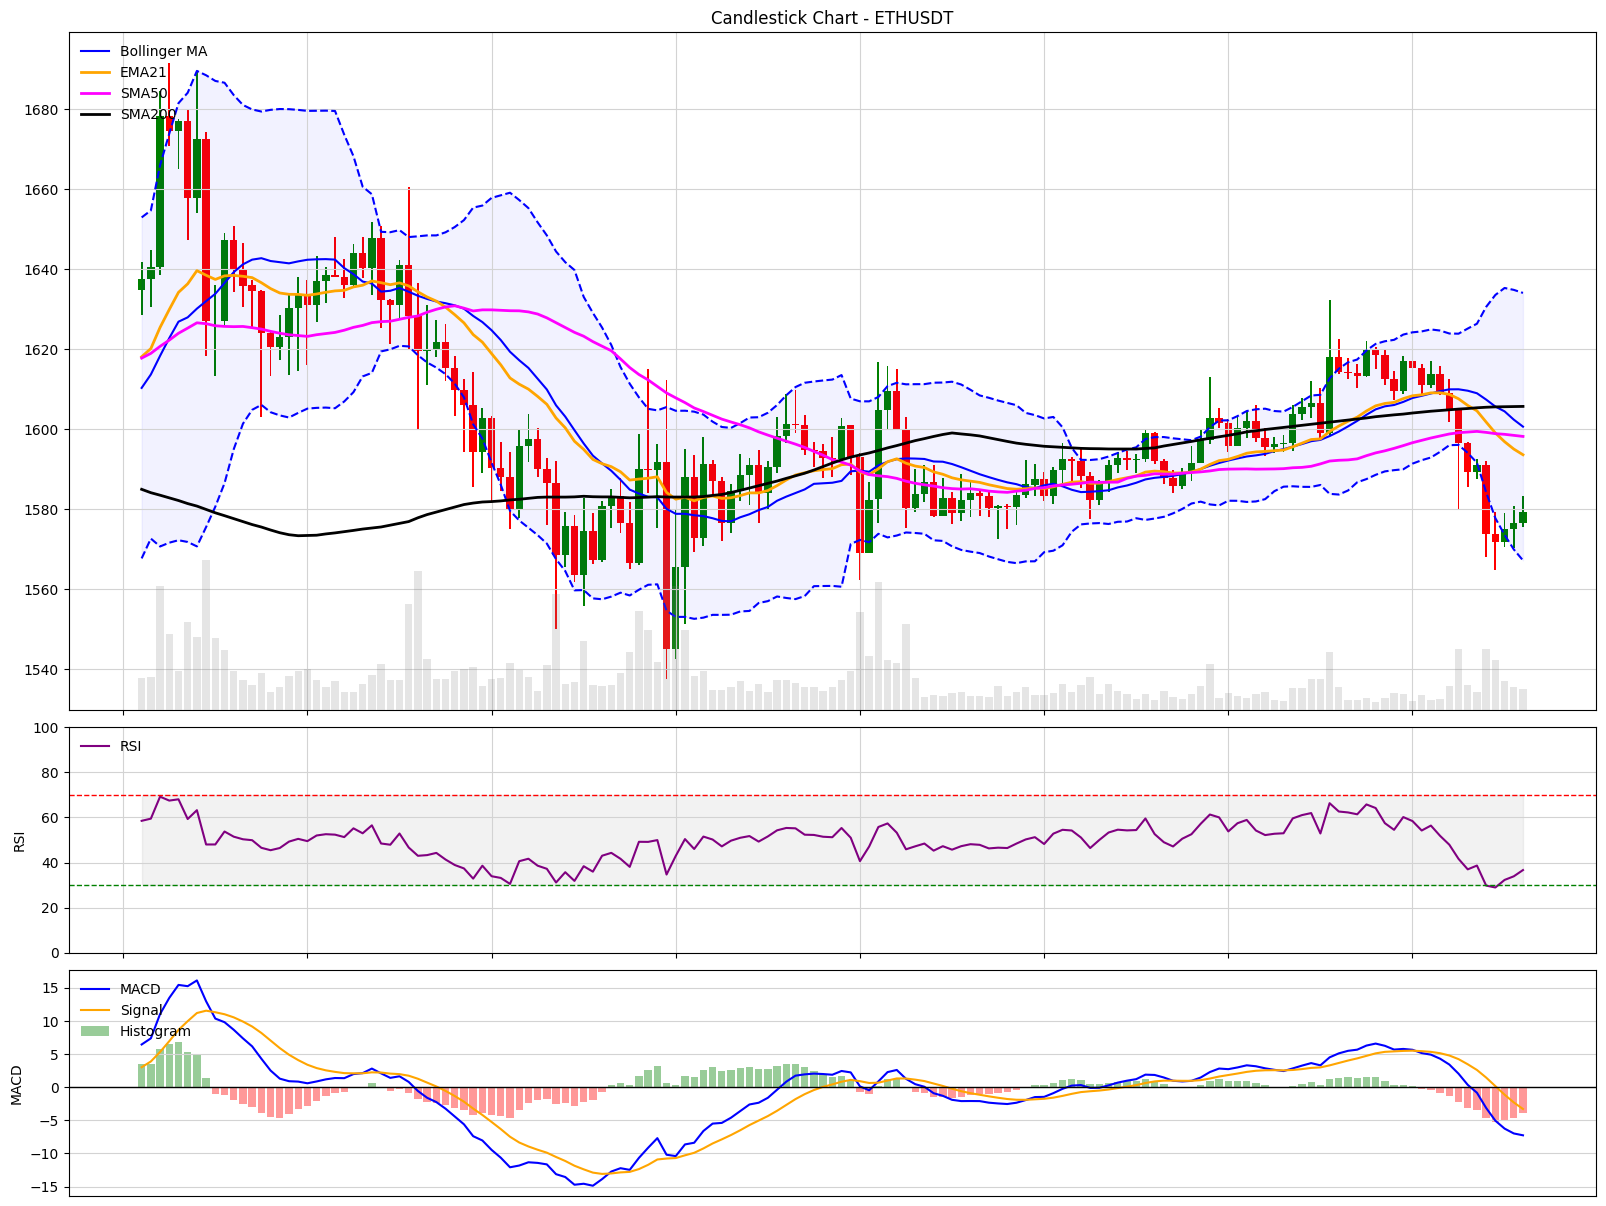 Candlestick Chart - ETHUSDT
Bollinger MA
EMA21
SMA50
SMA200
1680
1660
1640
1620
1600
1580
1560
1540
RSI
100
80
60
40
20
0
RSI
MACD
Signal
Histogram
15
10
5
0
−5
−10
−15
MACD